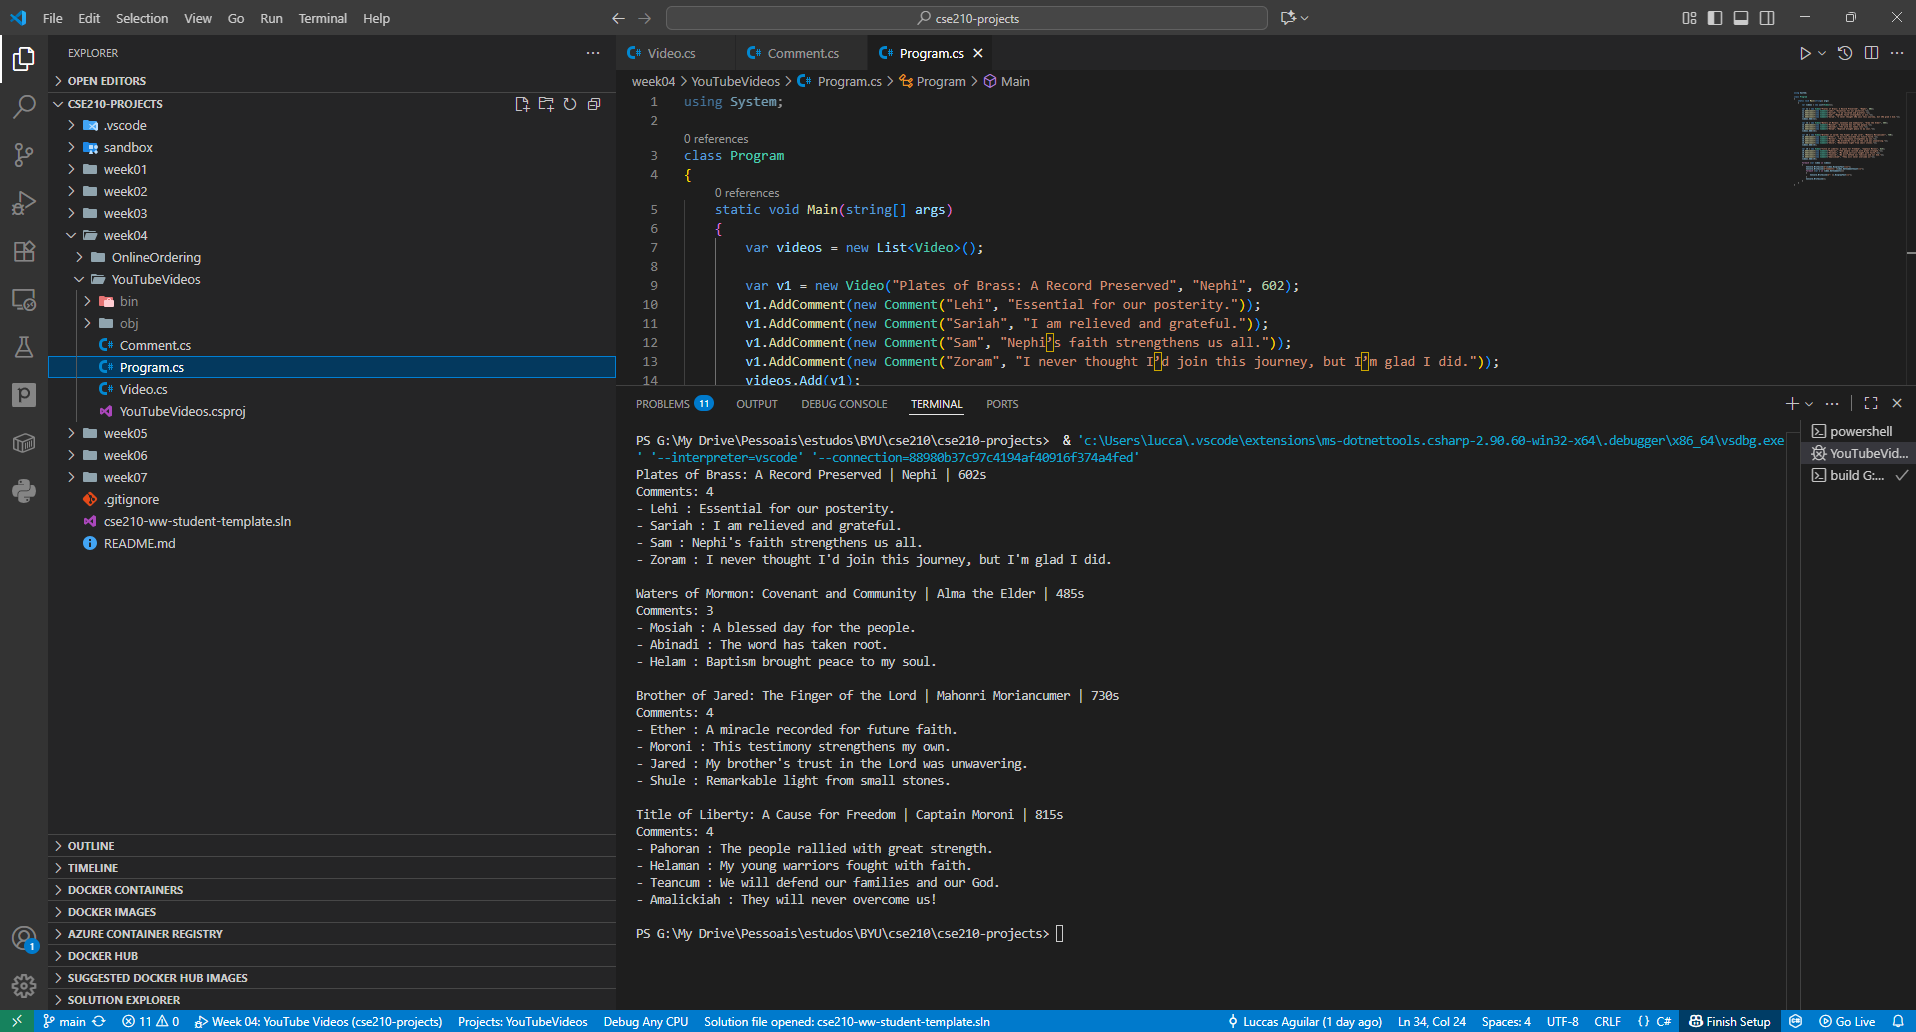 File Edit Selection View Go Run Terminal Help
cse210-projects
EXPLORER
OPEN EDITORS
CSE210-PROJECTS
.vscode
sandbox
week01
week02
week03
week04
OnlineOrdering
YouTubeVideos
bin
obj
Comment.cs
Program.cs
Video.cs
YouTubeVideos.csproj
week05
week06
week07
.gitignore
cse210-ww-student-template.sln
README.md
OUTLINE
TIMELINE
DOCKER CONTAINERS
DOCKER IMAGES
AZURE CONTAINER REGISTRY
DOCKER HUB
SUGGESTED DOCKER HUB IMAGES
SOLUTION EXPLORER
Video.cs Comment.cs Program.cs
week04 > YouTubeVideos > Program.cs > Program > Main
1 using System;
2
0 references
3 class Program
4 {
0 references
5 static void Main(string[] args)
6 {
7 var videos = new List<Video>();
8
9 var v1 = new Video("Plates of Brass: A Record Preserved", "Nephi", 602);
10 v1.AddComment(new Comment("Lehi", "Essential for our posterity."));
11 v1.AddComment(new Comment("Sariah", "I am relieved and grateful."));
12 v1.AddComment(new Comment("Sam", "Nephi’s faith strengthens us all."));
13 v1.AddComment(new Comment("Zoram", "I never thought I’d join this journey, but I’m glad I did."));
14 videos.Add(v1);
PROBLEMS 11 OUTPUT DEBUG CONSOLE TERMINAL PORTS
PS G:\My Drive\Pessoais\estudos\BYU\cse210\cse210-projects> & 'c:\Users\lucca\.vscode\extensions\ms-dotnettools.csharp-2.90.60-win32-x64\.debugger\x86_64\vsdbg.exe
' '--interpreter=vscode' '--connection=88980b37c97c4194af40916f374a4fed'
Plates of Brass: A Record Preserved | Nephi | 602s
Comments: 4
- Lehi : Essential for our posterity.
- Sariah : I am relieved and grateful.
- Sam : Nephi's faith strengthens us all.
- Zoram : I never thought I'd join this journey, but I'm glad I did.
Waters of Mormon: Covenant and Community | Alma the Elder | 485s
Comments: 3
- Mosiah : A blessed day for the people.
- Abinadi : The word has taken root.
- Helam : Baptism brought peace to my soul.
Brother of Jared: The Finger of the Lord | Mahonri Moriancumer | 730s
Comments: 4
- Ether : A miracle recorded for future faith.
- Moroni : This testimony strengthens my own.
- Jared : My brother's trust in the Lord was unwavering.
- Shule : Remarkable light from small stones.
Title of Liberty: A Cause for Freedom | Captain Moroni | 815s
Comments: 4
- Pahoran : The people rallied with great strength.
- Helaman : My young warriors fought with faith.
- Teancum : We will defend our families and our God.
- Amalickiah : They will never overcome us!
PS G:\My Drive\Pessoais\estudos\BYU\cse210\cse210-projects>
powershell
YouTubeVid...
build G:...
1
main 11 0 Week 04: YouTube Videos (cse210-projects) Projects: YouTubeVideos Debug Any CPU Solution file opened: cse210-ww-student-template.sln Luccas Aguilar (1 day ago) Ln 34, Col 24 Spaces: 4 UTF-8 CRLF {} C# Finish Setup Go Live